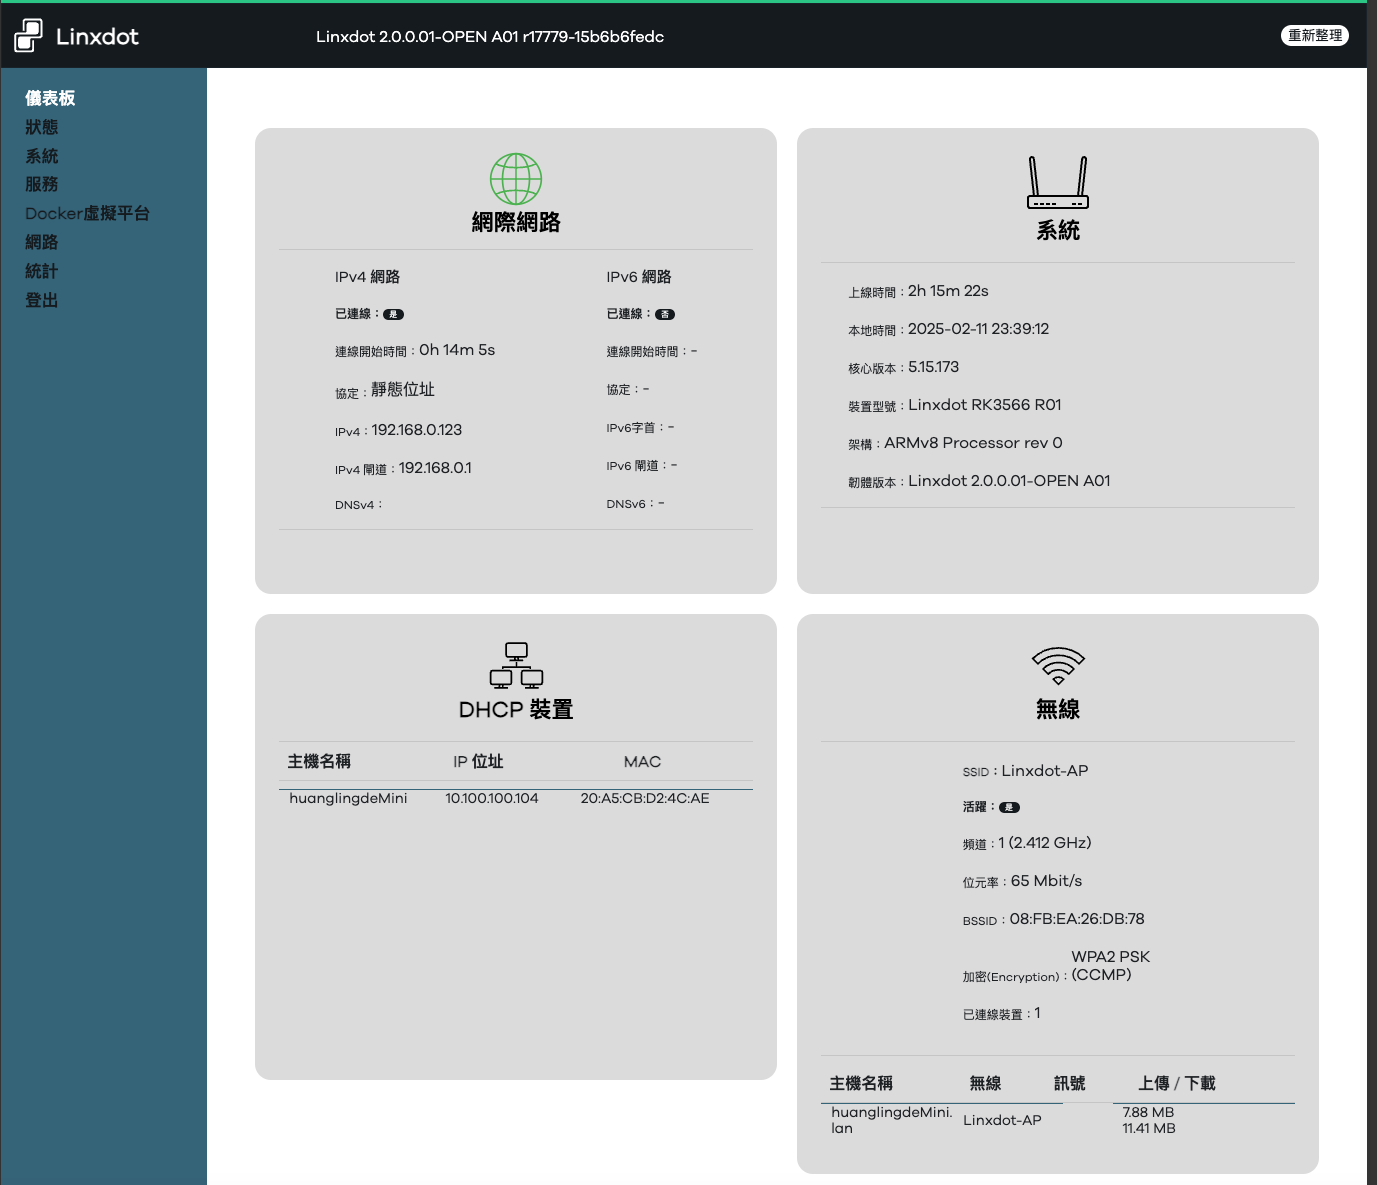 Linxdot
Linxdot 2.0.0.01-OPEN A01 r17779-15b6b6fedc
重新整理
儀表板
狀態
系統
服務
Docker虛擬平台
網路
統計
登出
網際網路
IPv4 網路
已連線：是
連線開始時間：0h 14m 5s
協定：靜態位址
IPv4：192.168.0.123
IPv4 閘道：192.168.0.1
DNSv4：
IPv6 網路
已連線：否
連線開始時間：-
協定：-
IPv6字首：-
IPv6 閘道：-
DNSv6：-
系統
上線時間：2h 15m 22s
本地時間：2025-02-11 23:39:12
核心版本：5.15.173
裝置型號：Linxdot RK3566 R01
架構：ARMv8 Processor rev 0
韌體版本：Linxdot 2.0.0.01-OPEN A01
DHCP 裝置
主機名稱 IP 位址 MAC
huanglingdeMini 10.100.100.104 20:A5:CB:D2:4C:AE
無線
SSID：Linxdot-AP
活躍：是
頻道：1 (2.412 GHz)
位元率：65 Mbit/s
BSSID：08:FB:EA:26:DB:78
加密(Encryption)：WPA2 PSK
(CCMP)
已連線裝置：1
主機名稱 無線 訊號 上傳 / 下載
huanglingdeMini.
lan
Linxdot-AP
7.88 MB
11.41 MB